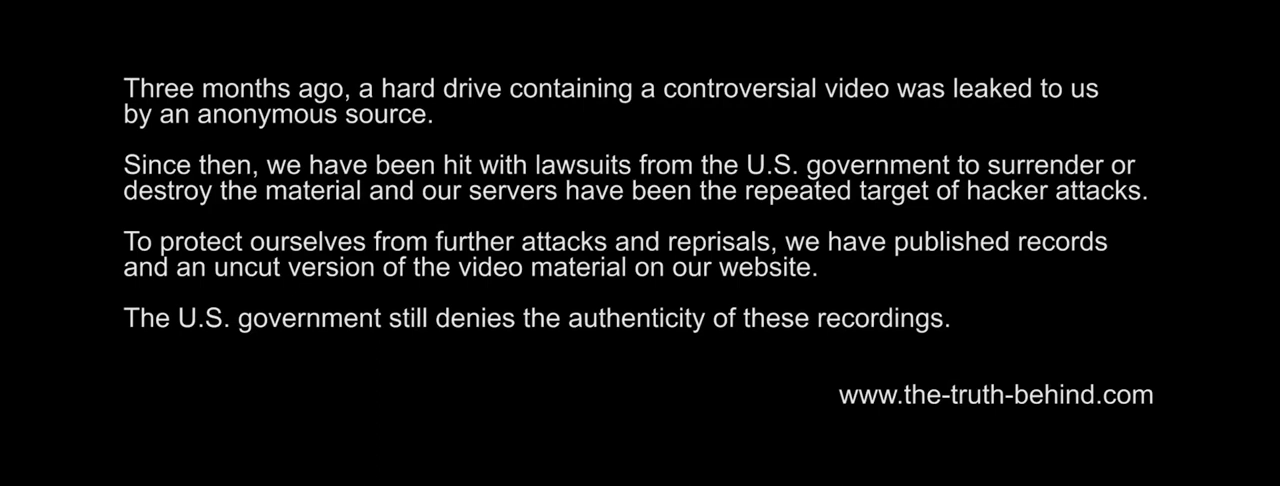 Three months ago, a hard drive containing a controversial video was leaked to us
by an anonymous source.
Since then, we have been hit with lawsuits from the U.S. government to surrender or
destroy the material and our servers have been the repeated target of hacker attacks.
To protect ourselves from further attacks and reprisals, we have published records
and an uncut version of the video material on our website.
The U.S. government still denies the authenticity of these recordings.
www.the-truth-behind.com